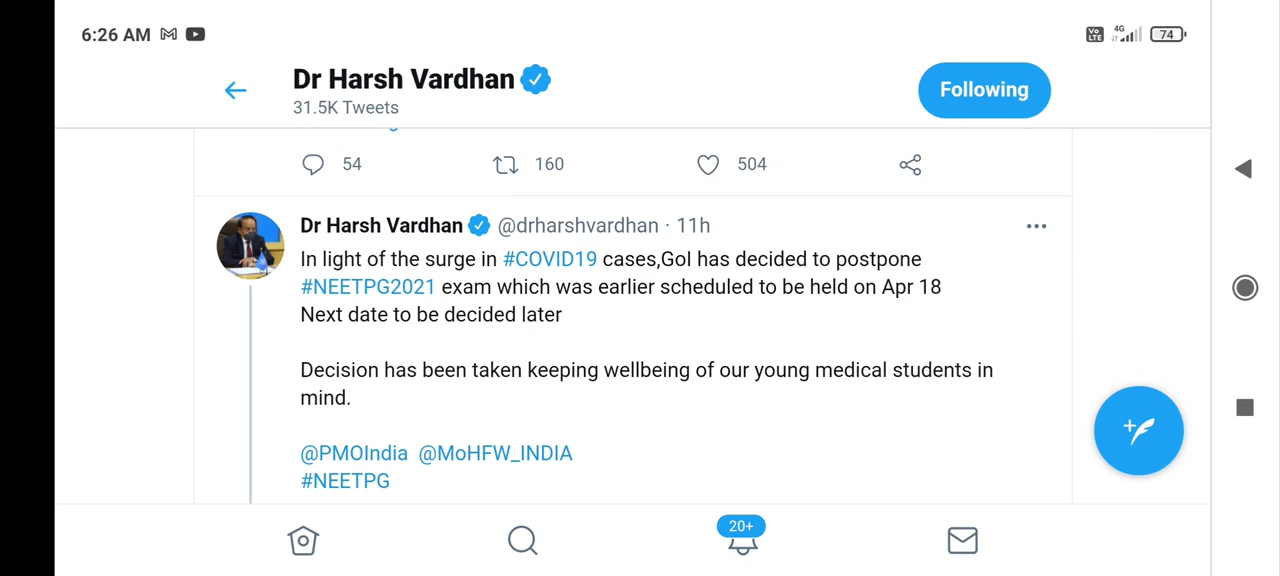 6:26 AM
Vo LTE 4G 74
Dr Harsh Vardhan
31.5K Tweets
Following
54 160 504
Dr Harsh Vardhan @drharshvardhan · 11h
In light of the surge in #COVID19 cases,GoI has decided to postpone
#NEETPG2021 exam which was earlier scheduled to be held on Apr 18
Next date to be decided later
Decision has been taken keeping wellbeing of our young medical students in
mind.
@PMOIndia @MoHFW_INDIA
#NEETPG
20+